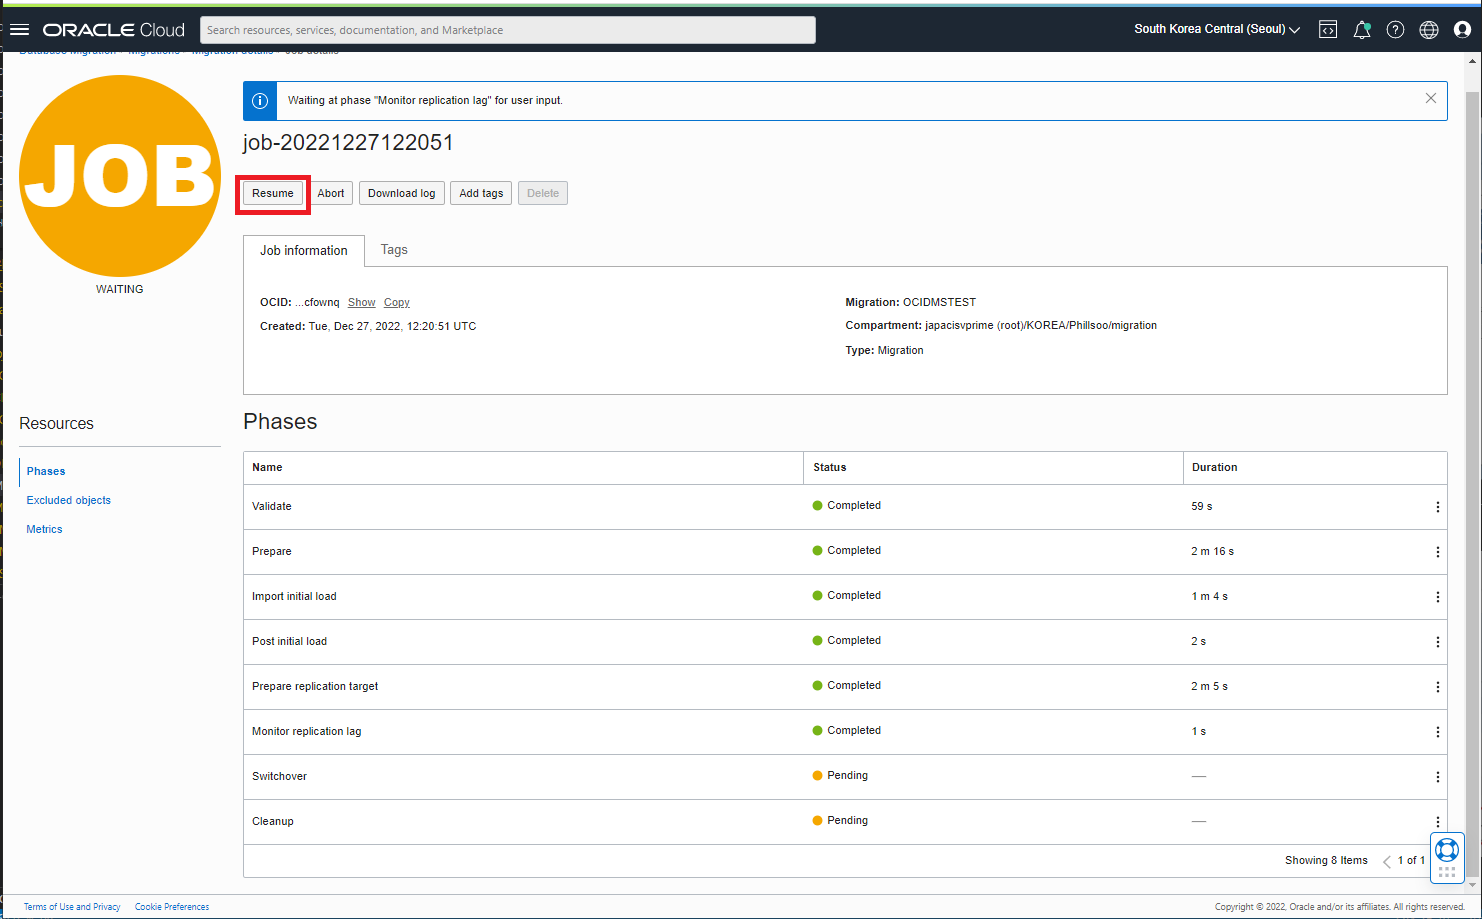 ORACLE Cloud
Search resources, services, documentation, and Marketplace
South Korea Central (Seoul)
Database Migration › Migrations › Migration details › Job details
JOB
WAITING
Waiting at phase "Monitor replication lag" for user input.
job-20221227122051
Resume Abort Download log Add tags Delete
Job information Tags
OCID: ...cfownq Show Copy
Created: Tue, Dec 27, 2022, 12:20:51 UTC
Migration: OCIDMSTEST
Compartment: japacisvprime (root)/KOREA/Phillsoo/migration
Type: Migration
Resources
Phases
Excluded objects
Metrics
Phases
Name Status Duration
Validate Completed 59 s
Prepare Completed 2 m 16 s
Import initial load Completed 1 m 4 s
Post initial load Completed 2 s
Prepare replication target Completed 2 m 5 s
Monitor replication lag Completed 1 s
Switchover Pending —
Cleanup Pending —
Showing 8 Items < 1 of 1
Terms of Use and Privacy Cookie Preferences
Copyright © 2022, Oracle and/or its affiliates. All rights reserved.